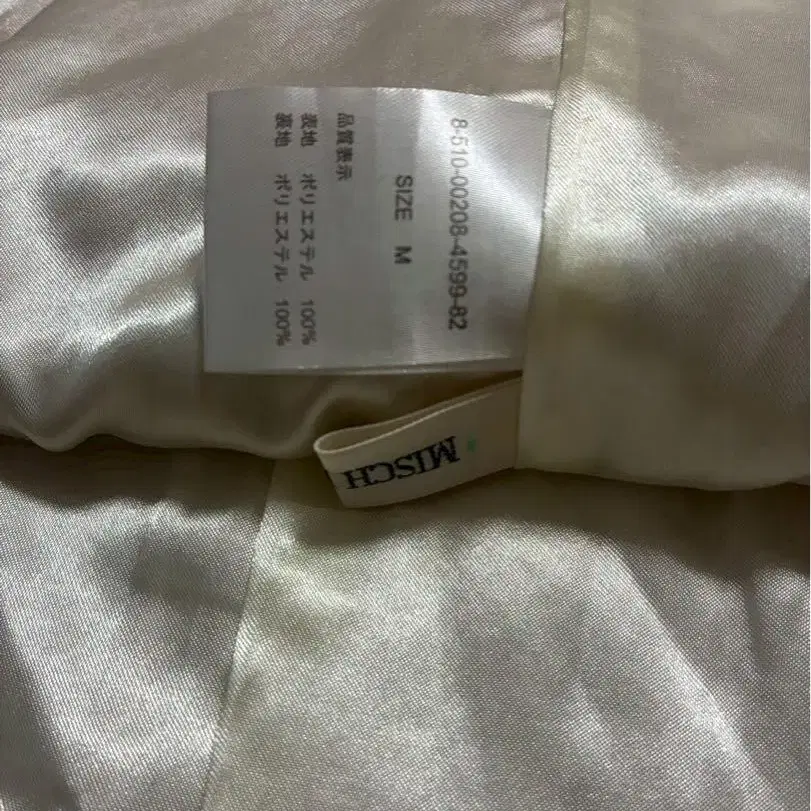 8-510-00208-4599-82
SIZE M
品質表示
表地 ポリエステル 100%
裏地 ポリエステル 100%
MISCH